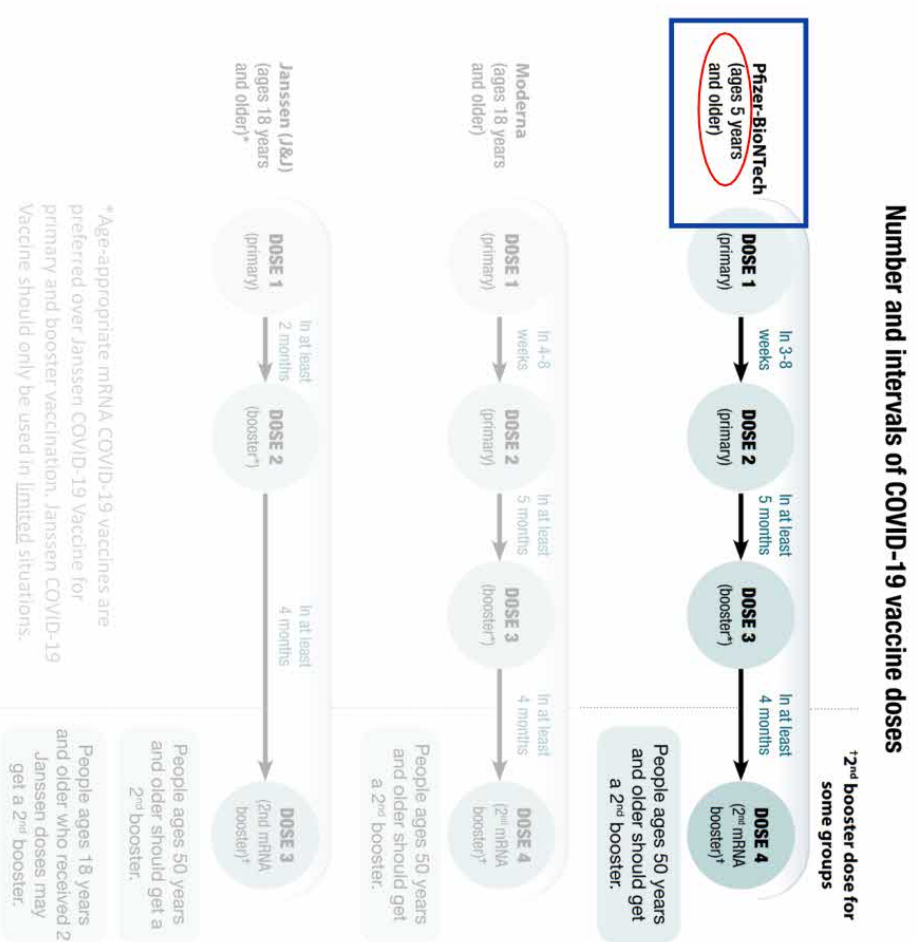 Number and intervals of COVID-19 vaccine doses
†2nd booster dose for
some groups
Pfizer-BioNTech
(ages 5 years
and older)
DOSE 1
(primary)
In 3-8
weeks
DOSE 2
(primary)
In at least
5 months
DOSE 3
(booster*)
In at least
4 months
DOSE 4
(2nd mRNA
booster)†
People ages 50 years
and older should get
a 2nd booster.
Moderna
(ages 18 years
and older)
DOSE 1
(primary)
In 4-8
weeks
DOSE 2
(primary)
In at least
5 months
DOSE 3
(booster*)
In at least
4 months
DOSE 4
(2nd mRNA
booster)†
People ages 50 years
and older should get
a 2nd booster.
Janssen (J&J)
(ages 18 years
and older)*
DOSE 1
(primary)
In at least
2 months
DOSE 2
(booster*)
In at least
4 months
DOSE 3
(2nd mRNA
booster)†
People ages 50 years
and older should get a
2nd booster.
People ages 18 years
and older who received 2
Janssen doses may
get a 2nd booster.
*Age-appropriate mRNA COVID-19 vaccines are
preferred over Janssen COVID-19 Vaccine for
primary and booster vaccination. Janssen COVID-19
Vaccine should only be used in limited situations.